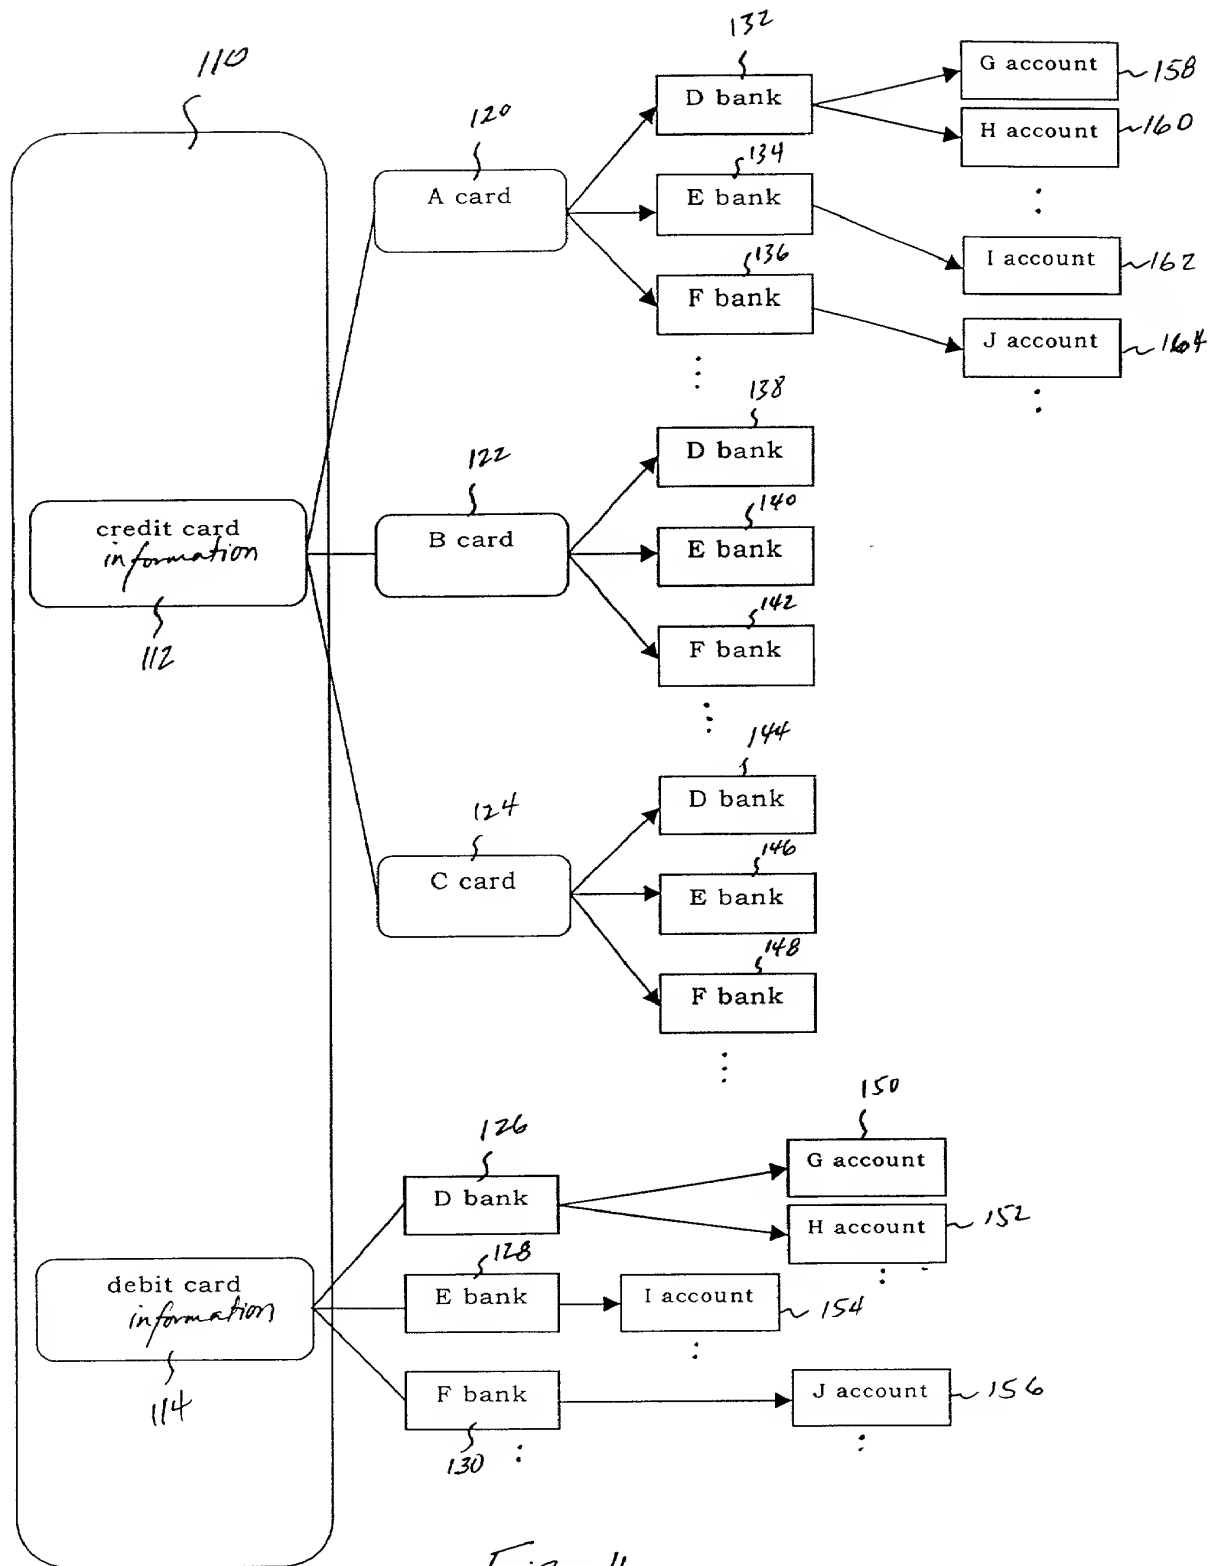 110
credit card
information
112
debit card
information
114
120
A card
132
D bank
134
E bank
136
F bank
G account
158
H account
160
I account
162
J account
164
122
B card
138
D bank
140
E bank
142
F bank
124
C card
144
D bank
146
E bank
148
F bank
126
D bank
150
G account
H account
152
128
E bank
I account
154
F bank
130
J account
156